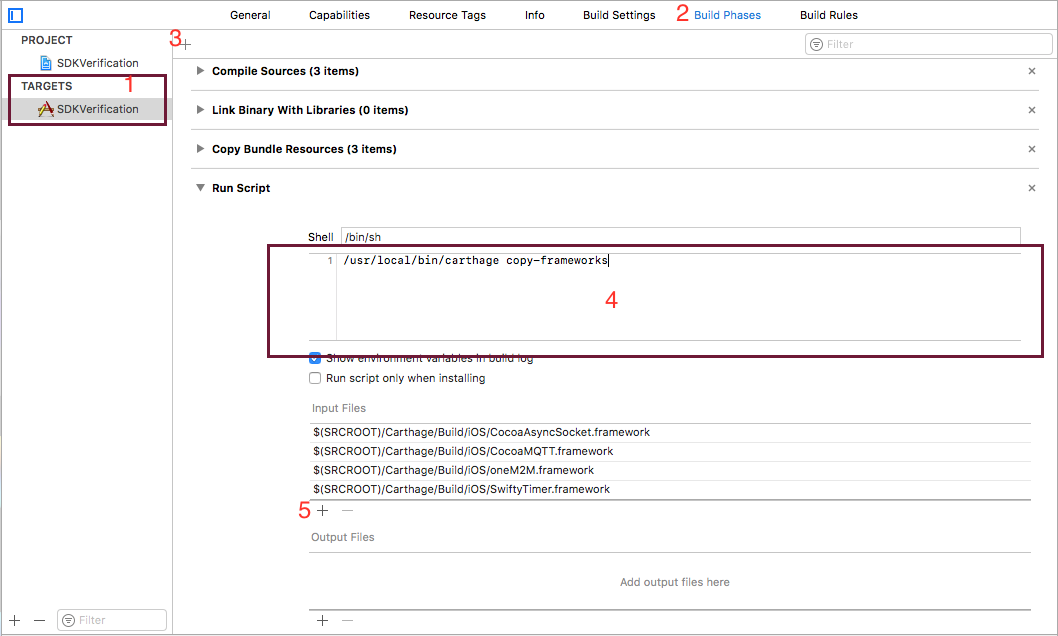 General Capabilities Resource Tags Info Build Settings 2 Build Phases Build Rules
PROJECT
3
Filter
SDKVerification
Compile Sources (3 items)
TARGETS 1
SDKVerification
Link Binary With Libraries (0 items)
Copy Bundle Resources (3 items)
Run Script
Shell /bin/sh
1 /usr/local/bin/carthage copy-frameworks
4
Show environment variables in build log
Run script only when installing
Input Files
$(SRCROOT)/Carthage/Build/iOS/CocoaAsyncSocket.framework
$(SRCROOT)/Carthage/Build/iOS/CocoaMQTT.framework
$(SRCROOT)/Carthage/Build/iOS/oneM2M.framework
$(SRCROOT)/Carthage/Build/iOS/SwiftyTimer.framework
5
Output Files
Add output files here
Filter